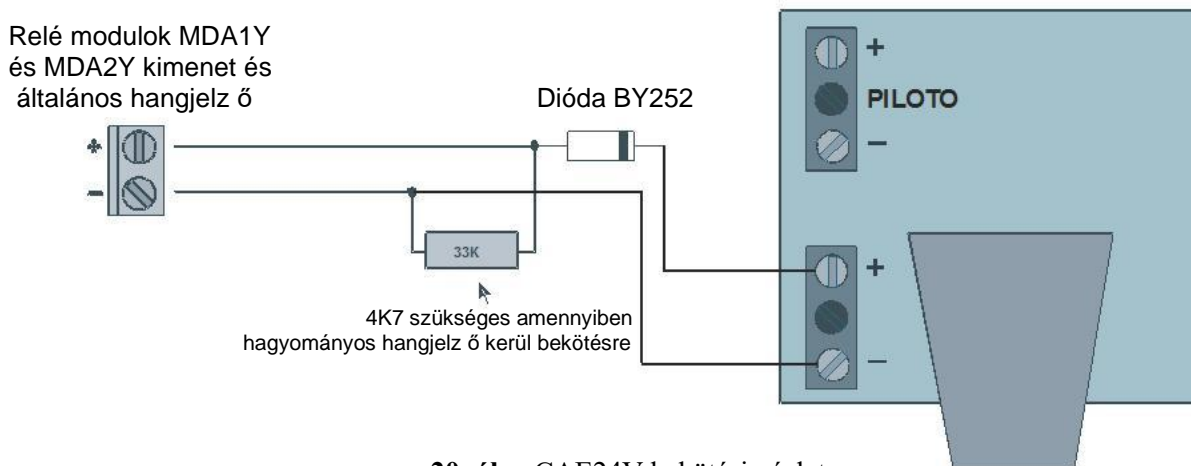 Relé modulok MDA1Y
és MDA2Y kimenet és
általános hangjelz ő
Dióda BY252
+
PILOTO
-
+
-
33K
4K7 szükséges amennyiben
hagyományos hangjelz ő kerül bekötésre
+
-